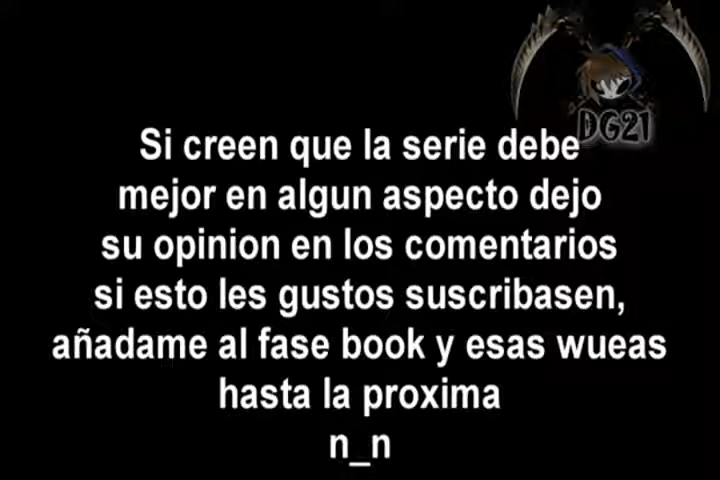 DG21
Si creen que la serie debe
mejor en algun aspecto dejo
su opinion en los comentarios
si esto les gustos suscribasen,
añadame al fase book y esas wueas
hasta la proxima
n_n